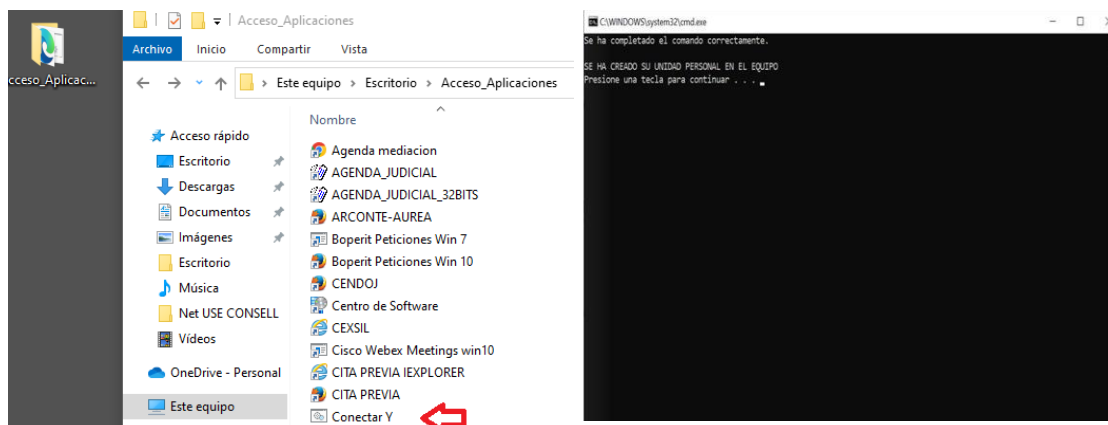 cceso_Aplicac...
Acceso_Aplicaciones
Archivo Inicio Compartir Vista
Este equipo > Escritorio > Acceso_Aplicaciones
Acceso rápido
Escritorio
Descargas
Documentos
Imágenes
Escritorio
Música
Net USE CONSELL
Vídeos
OneDrive - Personal
Este equipo
Nombre
Agenda mediacion
AGENDA_JUDICIAL
AGENDA_JUDICIAL_32BITS
ARCONTE-AUREA
Boperit Peticiones Win 7
Boperit Peticiones Win 10
CENDOJ
Centro de Software
CEXSIL
Cisco Webex Meetings win10
CITA PREVIA IEXPLORER
CITA PREVIA
Conectar Y
C:\WINDOWS\system32\cmd.exe
Se ha completado el comando correctamente.
SE HA CREADO SU UNIDAD PERSONAL EN EL EQUIPO
Presione una tecla para continuar . . .